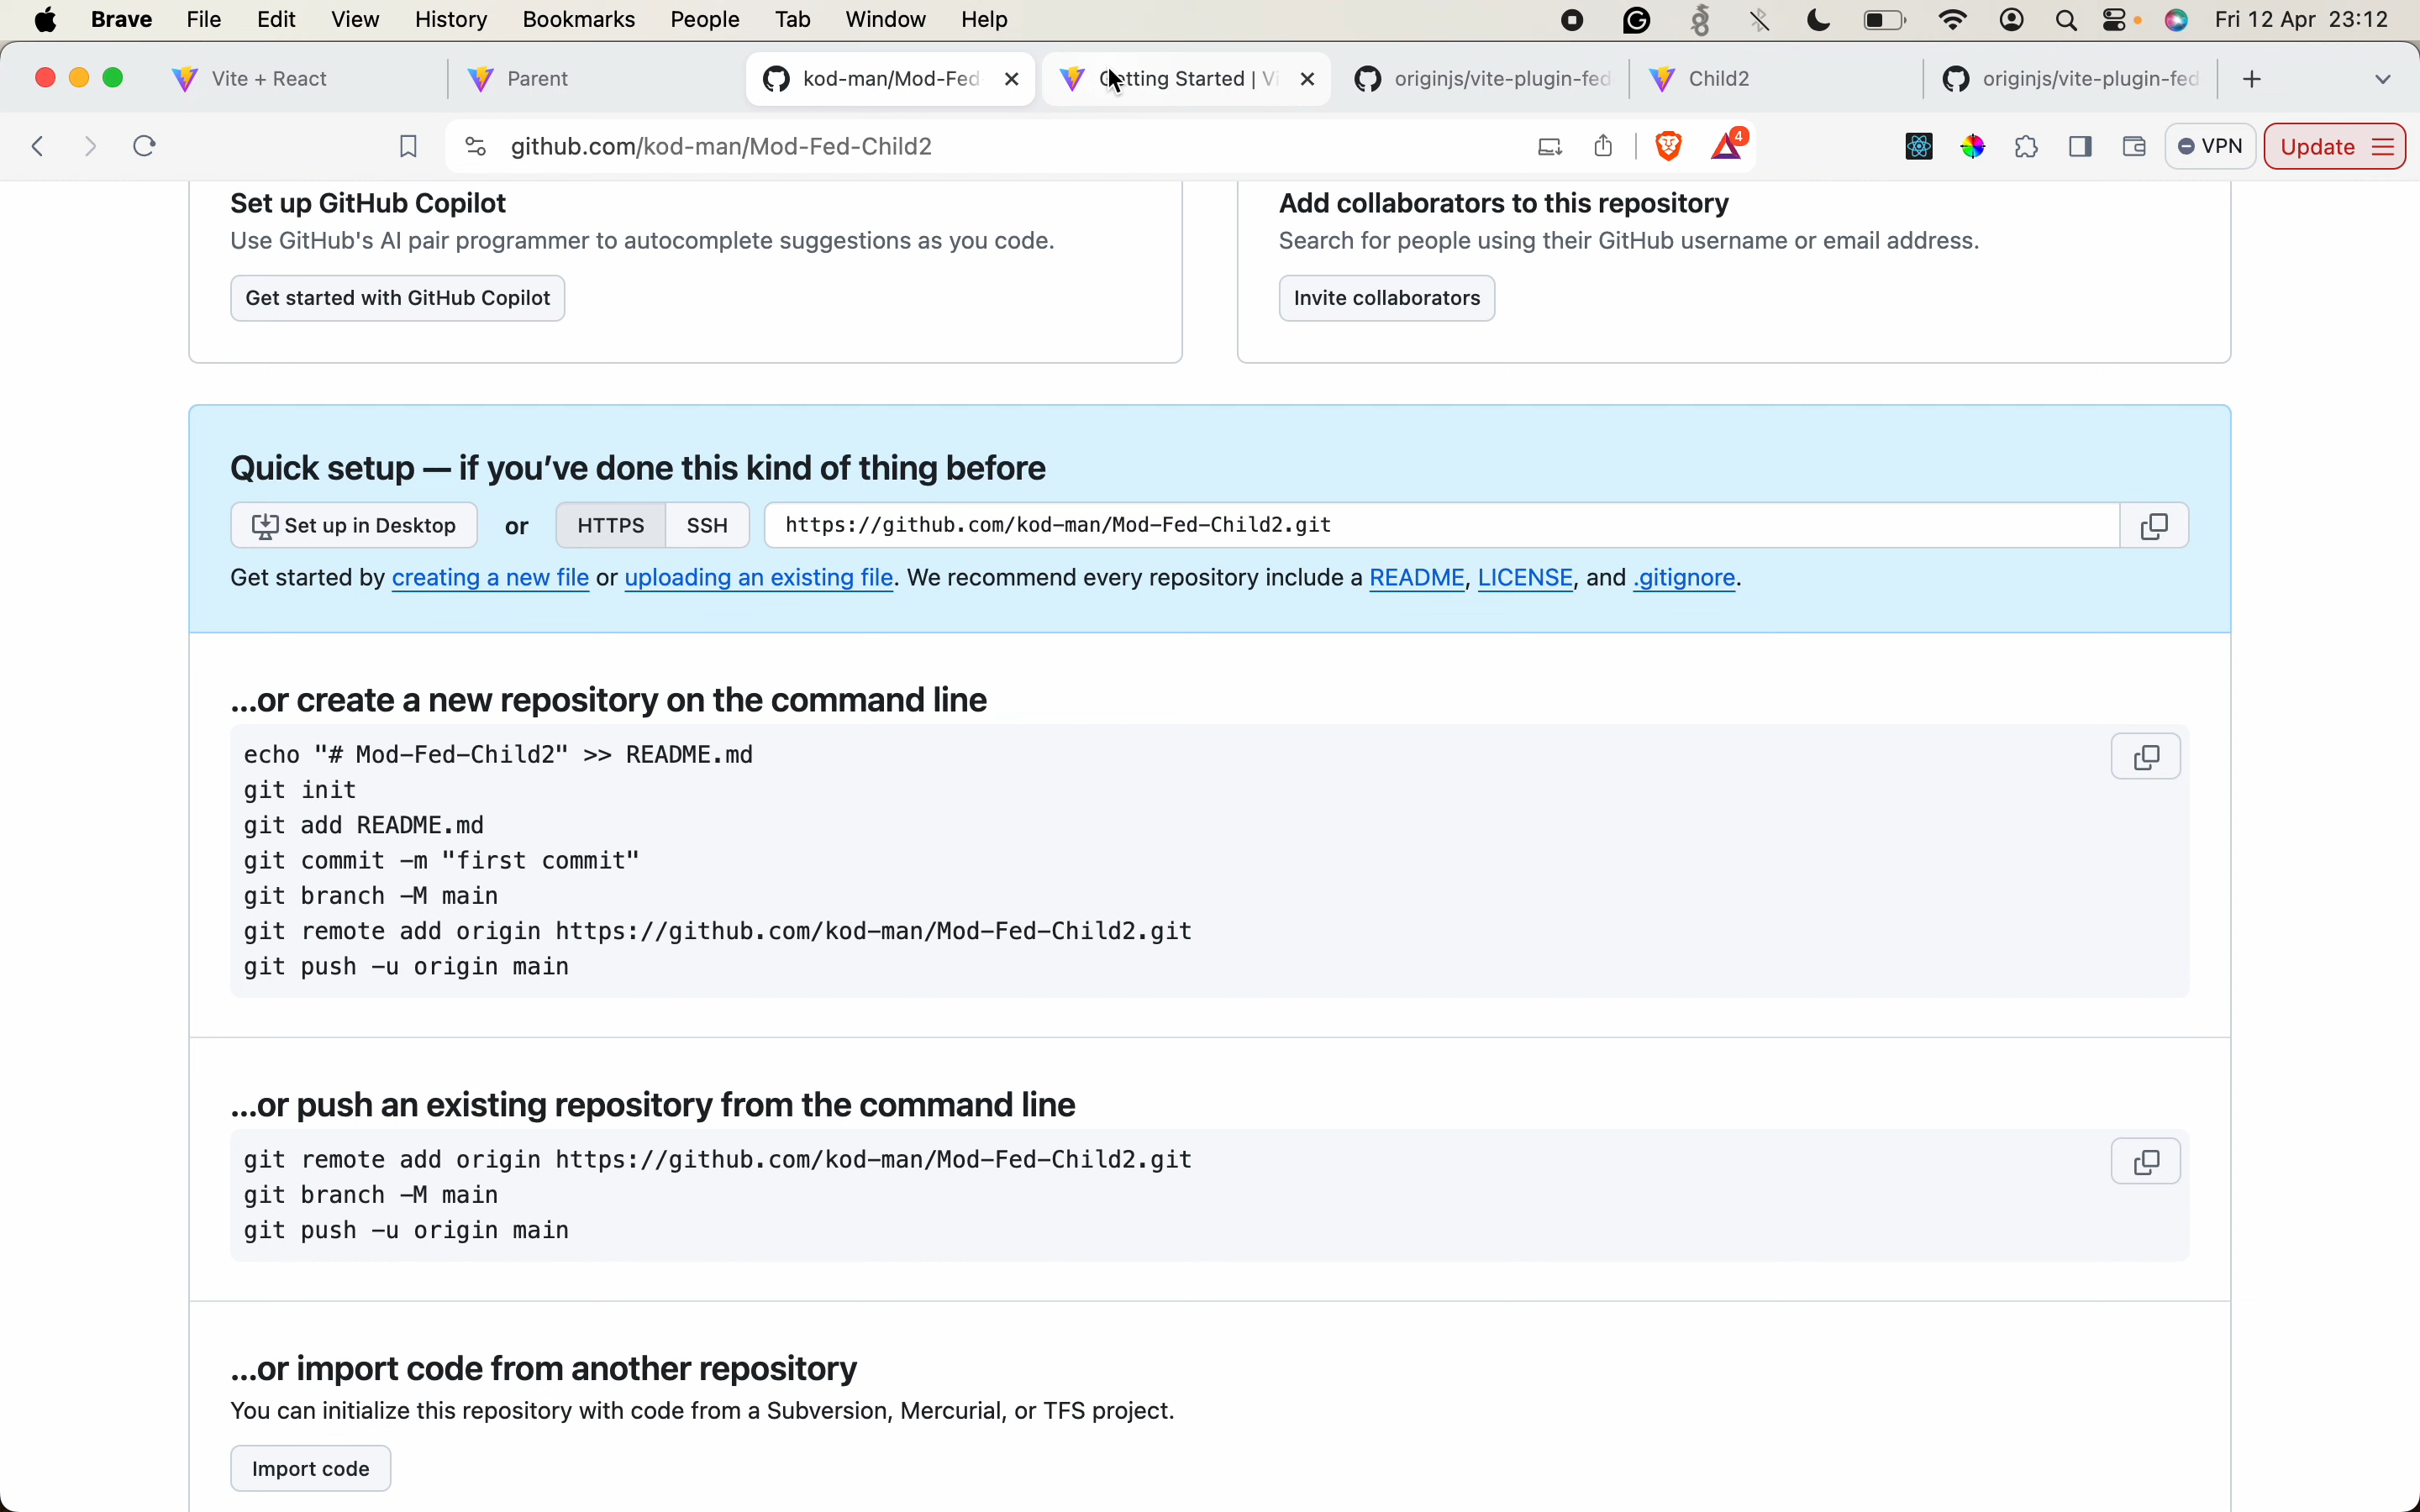 Brave File Edit View History Bookmarks People Tab Window Help Fri 12 Apr 23:12
Vite + React Parent kod-man/Mod-Fed Getting Started | Vi originjs/vite-plugin-fed Child2 originjs/vite-plugin-fed
github.com/kod-man/Mod-Fed-Child2 4 VPN Update
Set up GitHub Copilot
Use GitHub's AI pair programmer to autocomplete suggestions as you code.
Get started with GitHub Copilot
Add collaborators to this repository
Search for people using their GitHub username or email address.
Invite collaborators
Quick setup — if you've done this kind of thing before
Set up in Desktop or HTTPS SSH https://github.com/kod-man/Mod-Fed-Child2.git
Get started by creating a new file or uploading an existing file. We recommend every repository include a README, LICENSE, and .gitignore.
...or create a new repository on the command line
echo "# Mod-Fed-Child2" >> README.md
git init
git add README.md
git commit -m "first commit"
git branch -M main
git remote add origin https://github.com/kod-man/Mod-Fed-Child2.git
git push -u origin main
...or push an existing repository from the command line
git remote add origin https://github.com/kod-man/Mod-Fed-Child2.git
git branch -M main
git push -u origin main
...or import code from another repository
You can initialize this repository with code from a Subversion, Mercurial, or TFS project.
Import code